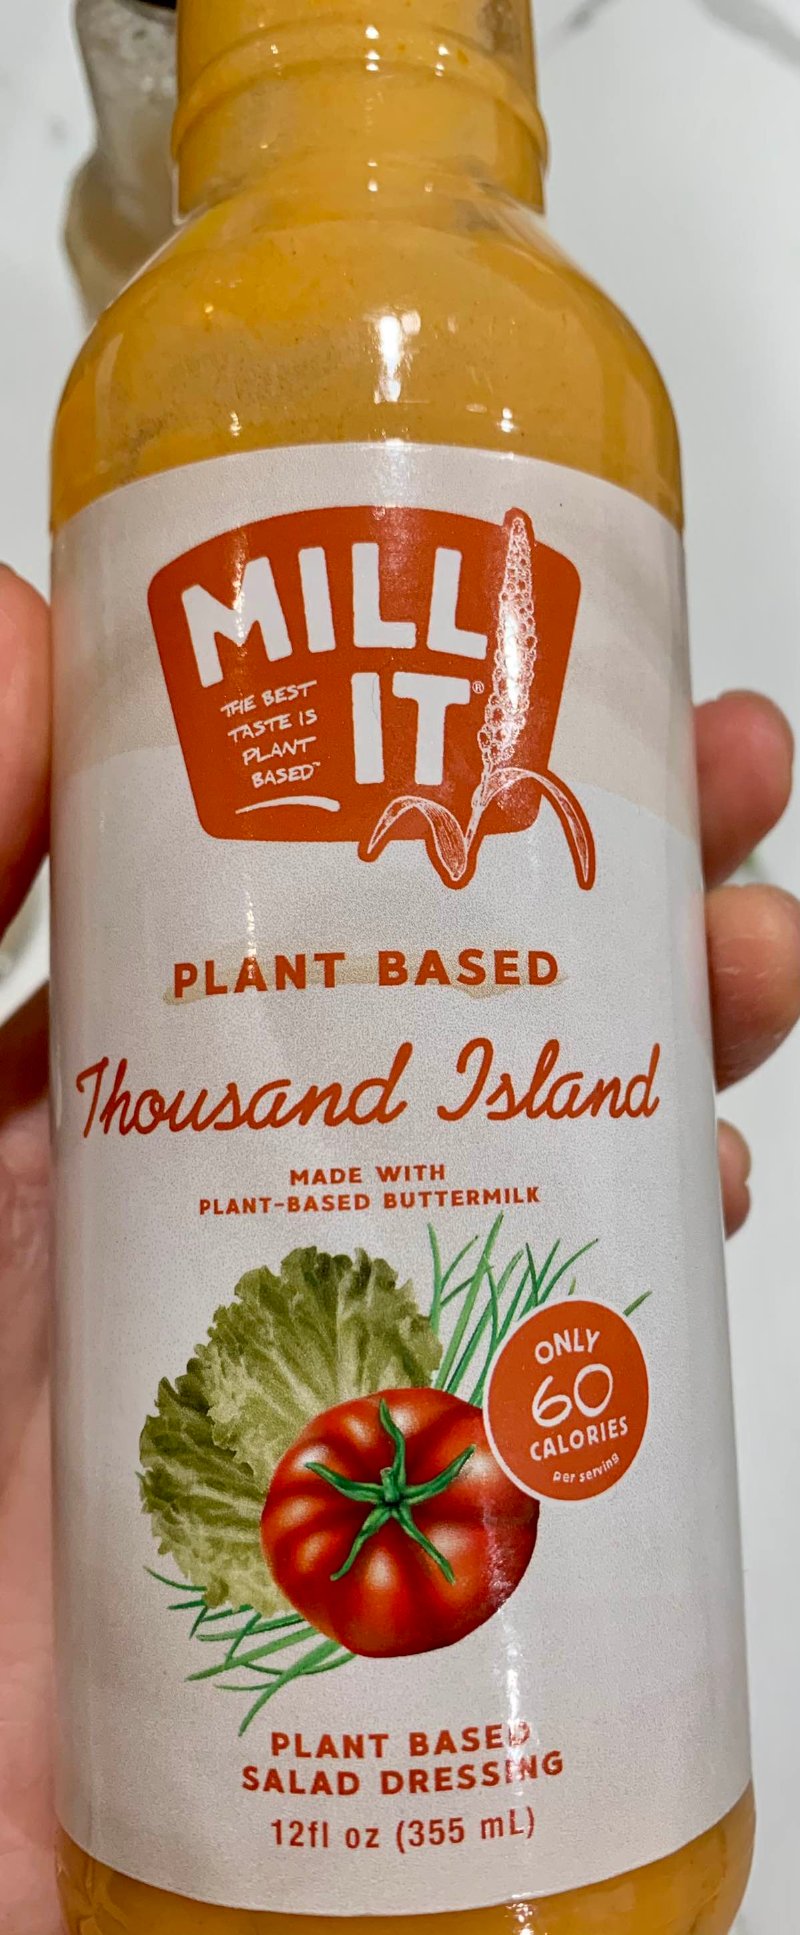 MILL
IT®
THE BEST
TASTE IS
PLANT
BASED™
PLANT BASED
Thousand Island
MADE WITH
PLANT-BASED BUTTERMILK
ONLY
60
CALORIES
per serving
PLANT BASED
SALAD DRESSING
12fl oz (355 mL)